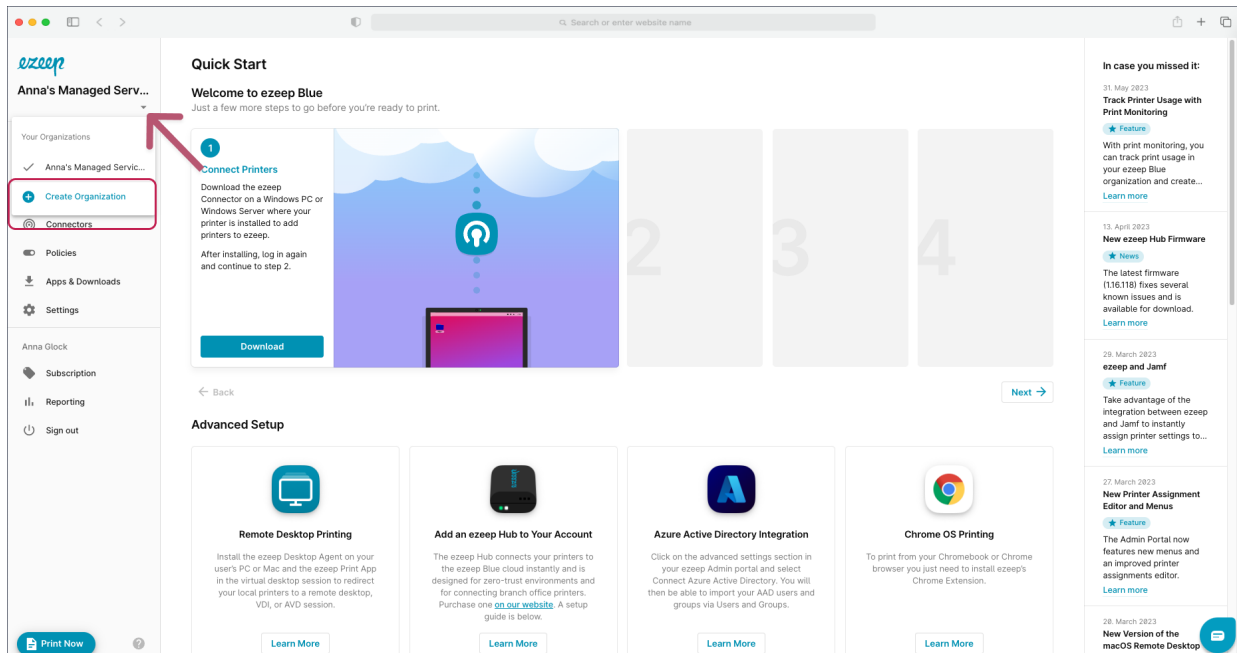 Search or enter website name
ezeep
Anna's Managed Serv...
Your Organizations
Anna's Managed Servic...
Create Organization
Connectors
Policies
Apps & Downloads
Settings
Anna Glock
Subscription
Reporting
Sign out
Print Now
?
Quick Start
Welcome to ezeep Blue
Just a few more steps to go before you're ready to print.
1
Connect Printers
Download the ezeep
Connector on a Windows PC or
Windows Server where your
printer is installed to add
printers to ezeep.
After installing, log in again
and continue to step 2.
Download
2
3
4
Back
Next
Advanced Setup
Remote Desktop Printing
Install the ezeep Desktop Agent on your
user's PC or Mac and the ezeep Print App
in the virtual desktop session to redirect
your local printers to a remote desktop,
VDI, or AVD session.
Learn More
ezeep
Add an ezeep Hub to Your Account
The ezeep Hub connects your printers to
the ezeep Blue cloud instantly and is
designed for zero-trust environments and
for connecting branch office printers.
Purchase one on our website. A setup
guide is below.
Learn More
Azure Active Directory Integration
Click on the advanced settings section in
your ezeep Admin portal and select
Connect Azure Active Directory. You will
then be able to import your AAD users and
groups via Users and Groups.
Learn More
Chrome OS Printing
To print from your Chromebook or Chrome
browser you just need to install ezeep's
Chrome Extension.
Learn More
In case you missed it:
31. May 2023
Track Printer Usage with
Print Monitoring
Feature
With print monitoring, you
can track print usage in
your ezeep Blue
organization and create...
Learn more
13. April 2023
New ezeep Hub Firmware
News
The latest firmware
(1.16.118) fixes several
known issues and is
available for download.
Learn more
29. March 2023
ezeep and Jamf
Feature
Take advantage of the
integration between ezeep
and Jamf to instantly
assign printer settings to...
Learn more
27. March 2023
New Printer Assignment
Editor and Menus
Feature
The Admin Portal now
features new menus and
an improved printer
assignments editor.
Learn more
20. March 2023
New Version of the
macOS Remote Desktop